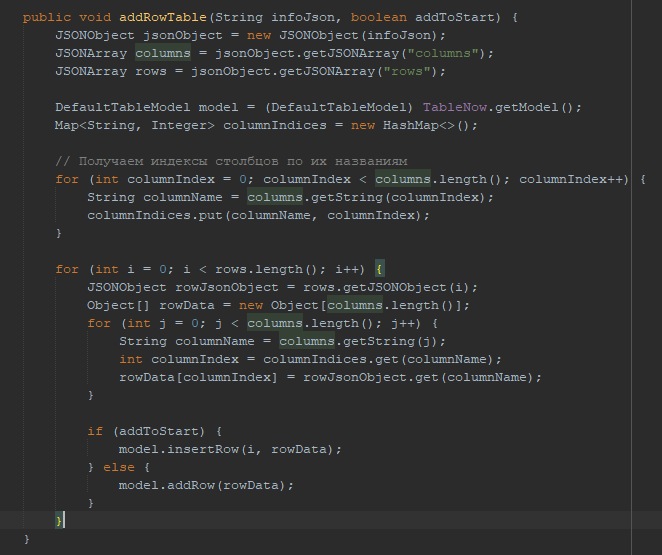 public void addRowTable(String infoJson, boolean addToStart) {
    JSONObject jsonObject = new JSONObject(infoJson);
    JSONArray columns = jsonObject.getJSONArray("columns");
    JSONArray rows = jsonObject.getJSONArray("rows");

    DefaultTableModel model = (DefaultTableModel) TableNow.getModel();
    Map<String, Integer> columnIndices = new HashMap<>();

    // Получаем индексы столбцов по их названиям
    for (int columnIndex = 0; columnIndex < columns.length(); columnIndex++) {
        String columnName = columns.getString(columnIndex);
        columnIndices.put(columnName, columnIndex);
    }

    for (int i = 0; i < rows.length(); i++) {
        JSONObject rowJsonObject = rows.getJSONObject(i);
        Object[] rowData = new Object[columns.length()];
        for (int j = 0; j < columns.length(); j++) {
            String columnName = columns.getString(j);
            int columnIndex = columnIndices.get(columnName);
            rowData[columnIndex] = rowJsonObject.get(columnName);
        }

        if (addToStart) {
            model.insertRow(i, rowData);
        } else {
            model.addRow(rowData);
        }
    }
}